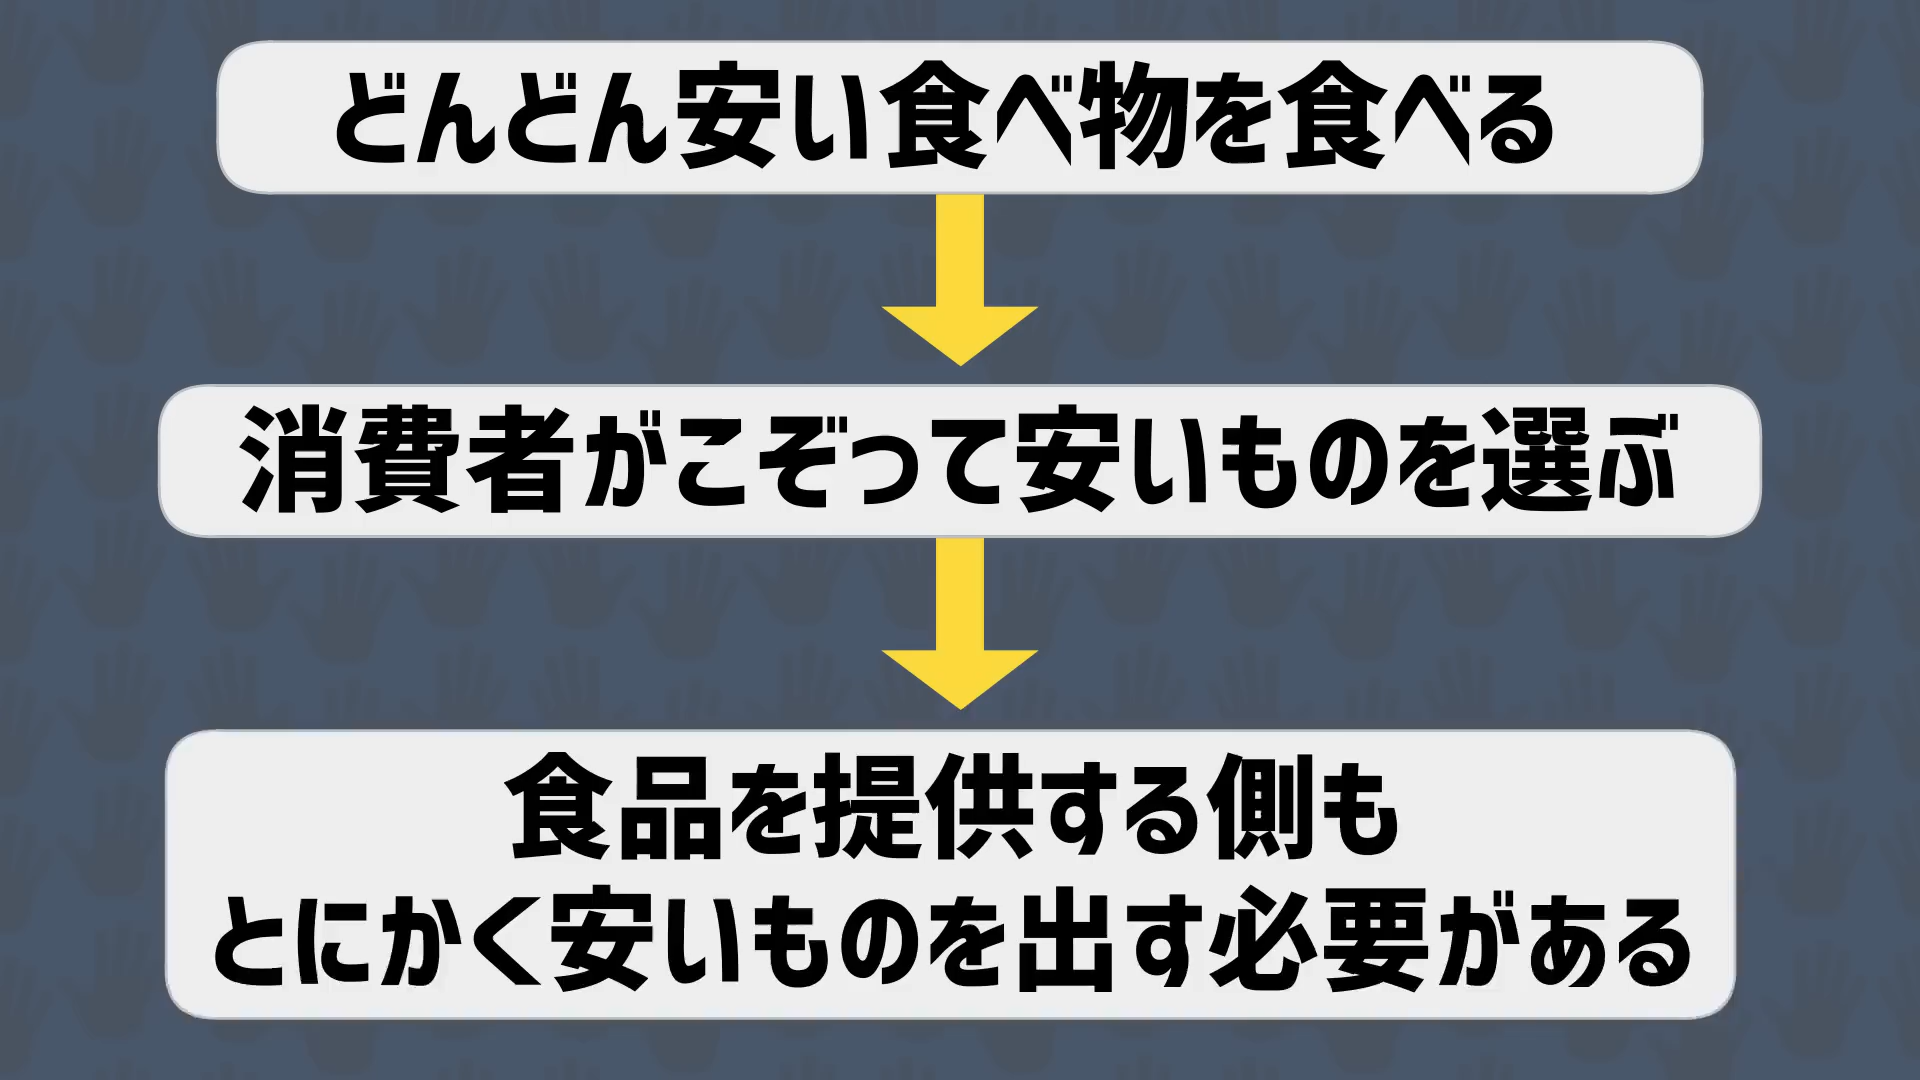 どんどん安い食べ物を食べる
消費者がこぞって安いものを選ぶ
食品を提供する側も
とにかく安いものを出す必要がある